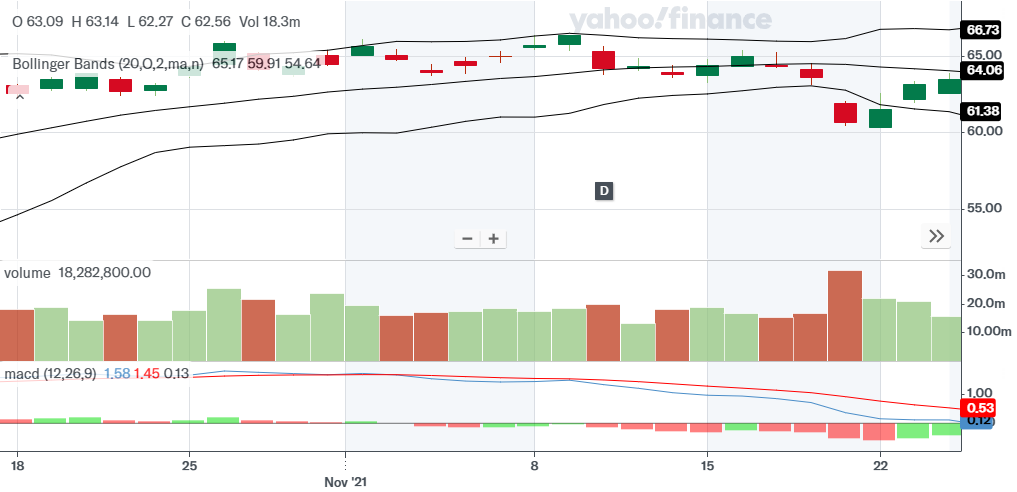 O 63.09 H 63.14 L 62.27 C 62.56 Vol 18.3m
yahoo!finance
66.73
65.00
Bollinger Bands (20,O,2,ma,n) 65.17 59.91 54.64
64.06
61.38
60.00
D
55.00
volume 18,282,800.00
30.0m
20.0m
10.00m
macd (12,26,9) 1.58 1.45 0.13
1.00
0.53
0.12
18 25 8 15 22
Nov '21